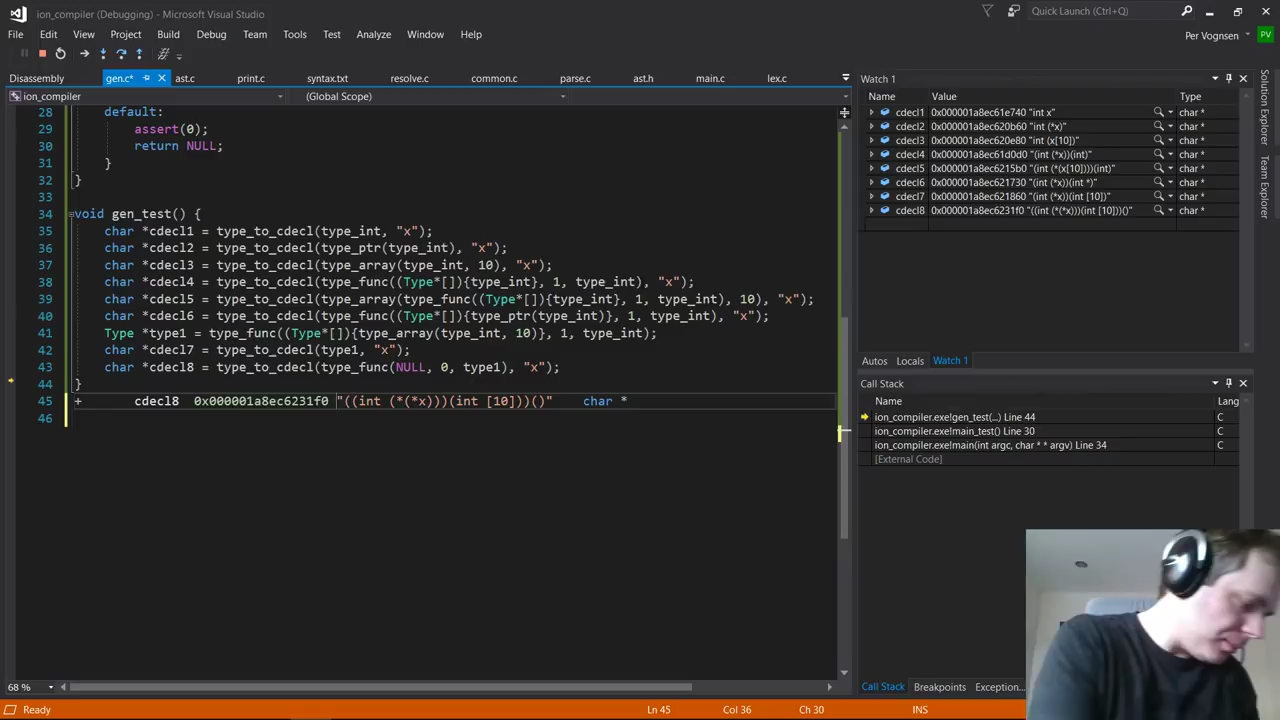 ion_compiler (Debugging) - Microsoft Visual Studio
Quick Launch (Ctrl+Q)
File Edit View Project Build Debug Team Tools Test Analyze Window Help
Per Vognsen PV
Disassembly gen.c* ast.c print.c syntax.txt resolve.c common.c parse.c ast.h main.c lex.c
ion_compiler (Global Scope)
28 default:
29 assert(0);
30 return NULL;
31 }
32 }
33
34 void gen_test() {
35 char *cdecl1 = type_to_cdecl(type_int, "x");
36 char *cdecl2 = type_to_cdecl(type_ptr(type_int), "x");
37 char *cdecl3 = type_to_cdecl(type_array(type_int, 10), "x");
38 char *cdecl4 = type_to_cdecl(type_func((Type*[]){type_int}, 1, type_int), "x");
39 char *cdecl5 = type_to_cdecl(type_array(type_func((Type*[]){type_int}, 1, type_int), 10), "x");
40 char *cdecl6 = type_to_cdecl(type_func((Type*[]){type_ptr(type_int)}, 1, type_int), "x");
41 Type *type1 = type_func((Type*[]){type_array(type_int, 10)}, 1, type_int);
42 char *cdecl7 = type_to_cdecl(type1, "x");
43 char *cdecl8 = type_to_cdecl(type_func(NULL, 0, type1), "x");
44 }
45 + cdecl8 0x000001a8ec6231f0 "((int (*(*x)))(int [10]))()" char *
46
68 %
Watch 1
Name Value Type
cdecl1 0x000001a8ec61e740 "int x" char *
cdecl2 0x000001a8ec620b60 "int (*x)" char *
cdecl3 0x000001a8ec620e80 "int (x[10])" char *
cdecl4 0x000001a8ec61d0d0 "(int (*x))(int)" char *
cdecl5 0x000001a8ec6215b0 "(int (*(x[10])))(int)" char *
cdecl6 0x000001a8ec621730 "(int (*x))(int *)" char *
cdecl7 0x000001a8ec621860 "(int (*x))(int [10])" char *
cdecl8 0x000001a8ec6231f0 "((int (*(*x)))(int [10]))()" char *
Autos Locals Watch 1
Call Stack
Name Lang
ion_compiler.exe!gen_test(...) Line 44 C
ion_compiler.exe!main_test() Line 30 C
ion_compiler.exe!main(int argc, char * * argv) Line 34 C
[External Code]
Call Stack Breakpoints Exception...
Solution Explorer
Team Explorer
Ready Ln 45 Col 36 Ch 30 INS